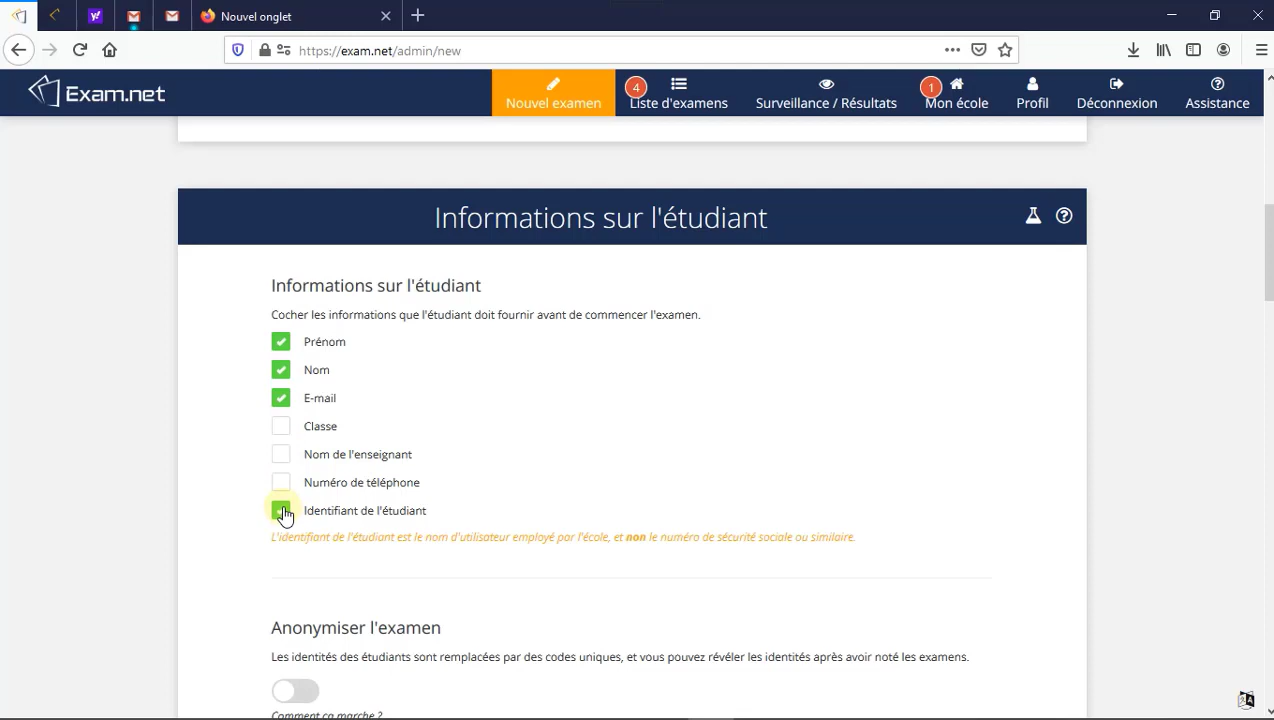 Nouvel onglet
https://exam.net/admin/new
Exam.net
Nouvel examen
4
Liste d'examens
Surveillance / Résultats
1
Mon école
Profil
Déconnexion
Assistance
Informations sur l'étudiant
Informations sur l'étudiant
Cocher les informations que l'étudiant doit fournir avant de commencer l'examen.
Prénom
Nom
E-mail
Classe
Nom de l'enseignant
Numéro de téléphone
Identifiant de l'étudiant
L'identifiant de l'étudiant est le nom d'utilisateur employé par l'école, et non le numéro de sécurité sociale ou similaire.
Anonymiser l'examen
Les identités des étudiants sont remplacées par des codes uniques, et vous pouvez révéler les identités après avoir noté les examens.
Comment ça marche ?